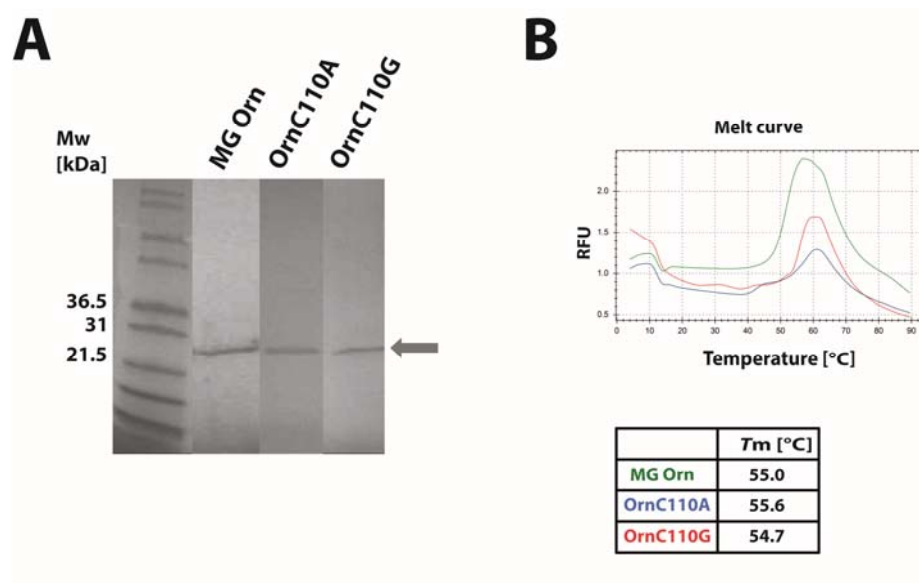 A
B
MG Orn
OrnC110A
OrnC110G
Mw
[kDa]
36.5
31
21.5
Melt curve
RFU
2.0
1.5
1.0
0.5
0 10 20 30 40 50 60 70 80 90
Temperature [°C]
Tm [°C]
MG Orn 55.0
OrnC110A 55.6
OrnC110G 54.7